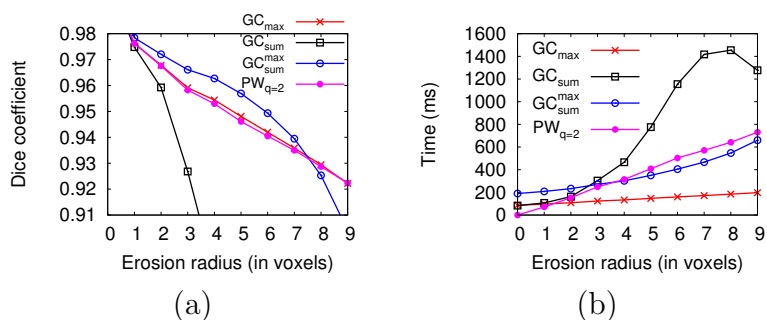 Dice coefficient
0.98
0.97
0.96
0.95
0.94
0.93
0.92
0.91
0 1 2 3 4 5 6 7 8 9
Erosion radius (in voxels)
GCmax
GCsum
GCmaxsum
PWq=2
(a)
Time (ms)
1600
1400
1200
1000
800
600
400
200
0
0 1 2 3 4 5 6 7 8 9
Erosion radius (in voxels)
GCmax
GCsum
GCmaxsum
PWq=2
(b)